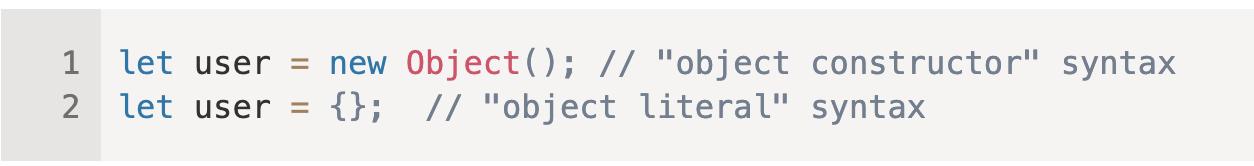 1 let user = new Object(); // "object constructor" syntax
2 let user = {};  // "object literal" syntax